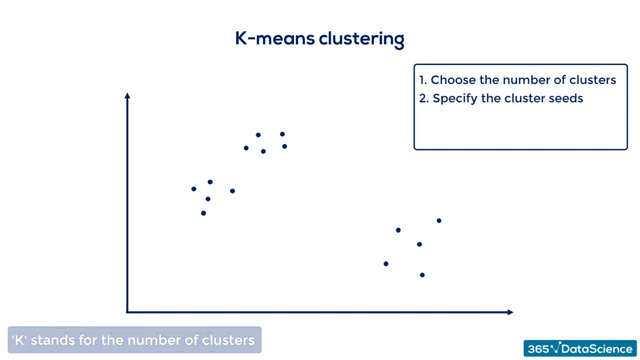 K-means clustering
1. Choose the number of clusters
2. Specify the cluster seeds
'K' stands for the number of clusters
365√DataScience